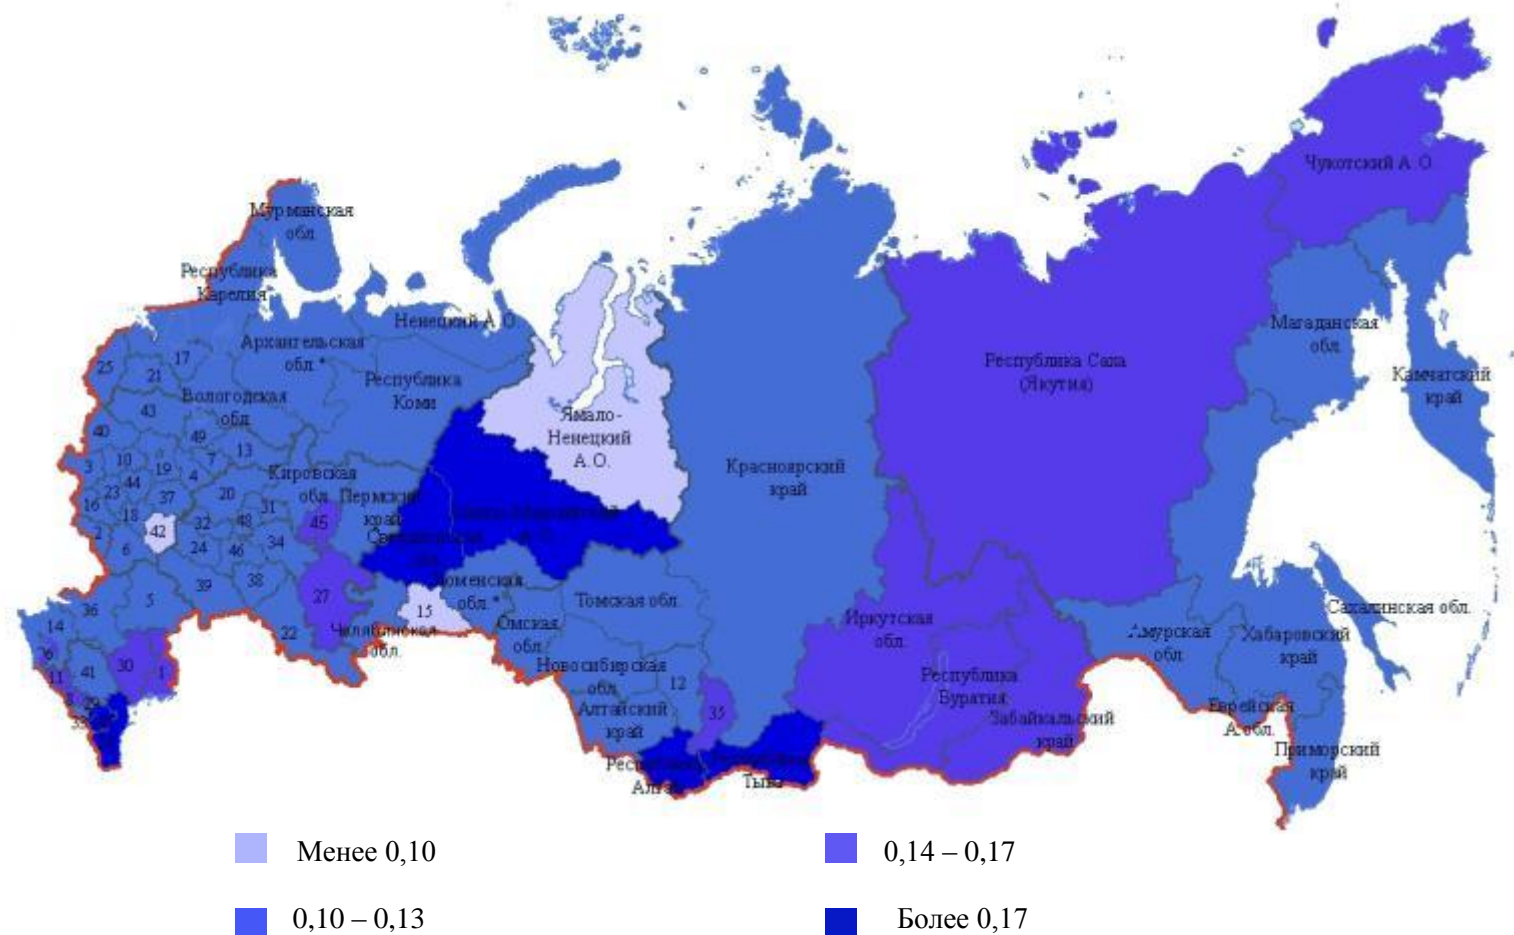 Чукотский А.О.
Мурманская
обл.
Республика
Карелия
Ненецкий А.О.
Архангельская
обл.*
Республика
Коми
Вологодская
обл.
Ямало-
Ненецкий
А.О.
Республика Саха
(Якутия)
Магаданская
обл.
Камчатский
край
Красноярский
край
25
17
21
43
40
49
13
7
3
10
19
4
44
23
37
20
16
18
42
32
48
31
2
6
24
46
34
45
Кировская
обл.
Пермский
край
Свердловская
39
38
27
5
36
14
22
15
Тюменская
обл.*
Челябинская
обл.
Томская обл.
Омская
обл.
Новосибирская
обл.
Алтайский
край
12
35
11
41
30
1
29
Республика
Алтай
Тыва
Иркутская
обл.
Республика
Бурятия
Забайкальский
край
Амурская
обл.
Хабаровский
край
Сахалинская обл.
Еврейская
А.обл.
Приморский
край
Менее 0,10
0,14 – 0,17
0,10 – 0,13
Более 0,17